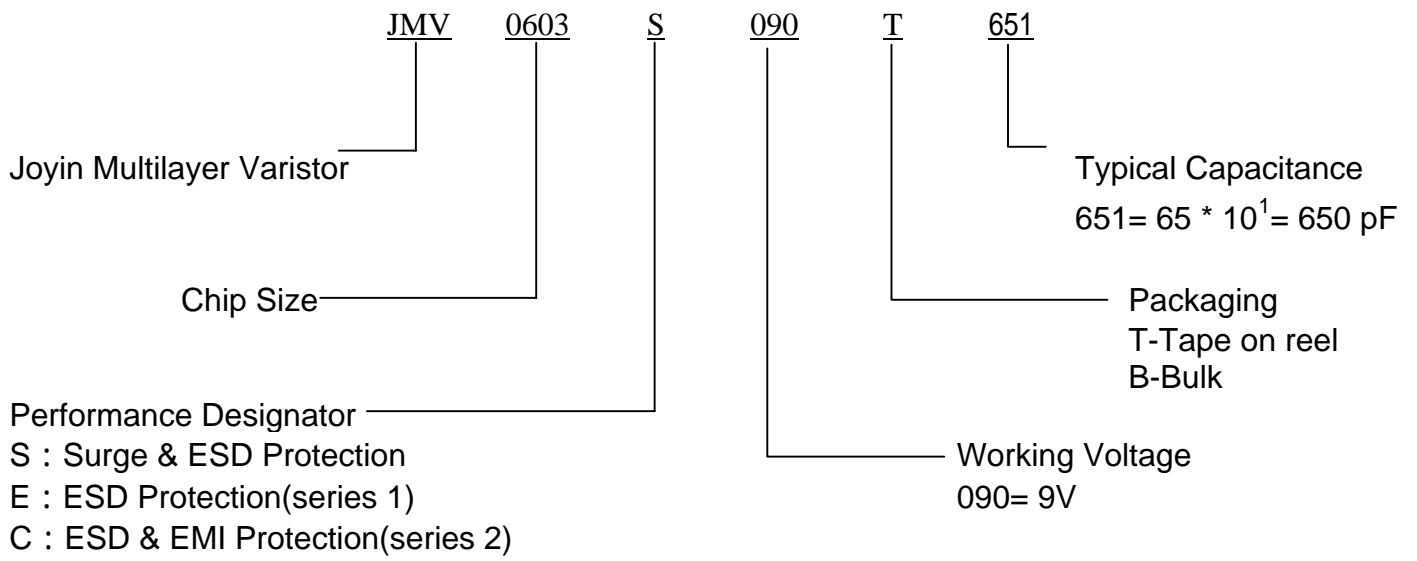 JMV 0603 S 090 T 651
Joyin Multilayer Varistor
Typical Capacitance
651= 65 * 10¹= 650 pF
Chip Size
Packaging
T-Tape on reel
B-Bulk
Performance Designator
S：Surge & ESD Protection
E：ESD Protection(series 1)
C：ESD & EMI Protection(series 2)
Working Voltage
090= 9V